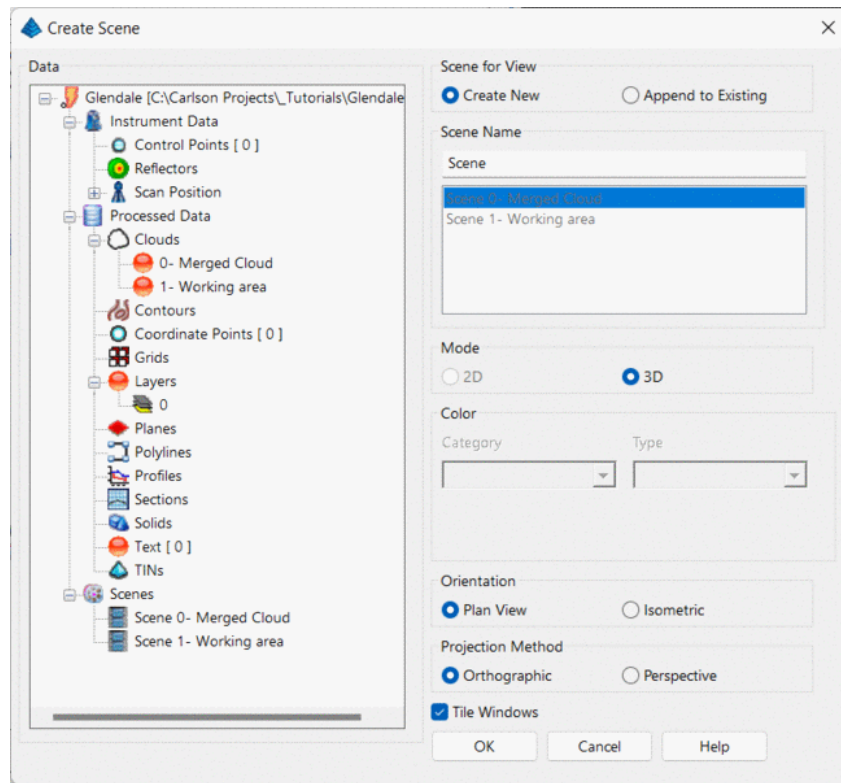 Create Scene
Data
Glendale [C:\Carlson Projects\_Tutorials\Glendale
Instrument Data
Control Points [ 0 ]
Reflectors
Scan Position
Processed Data
Clouds
0- Merged Cloud
1- Working area
Contours
Coordinate Points [ 0 ]
Grids
Layers
0
Planes
Polylines
Profiles
Sections
Solids
Text [ 0 ]
TINs
Scenes
Scene 0- Merged Cloud
Scene 1- Working area
Scene for View
Create New
Append to Existing
Scene Name
Scene
Scene 0- Merged Cloud
Scene 1- Working area
Mode
2D
3D
Color
Category
Type
Orientation
Plan View
Isometric
Projection Method
Orthographic
Perspective
Tile Windows
OK
Cancel
Help